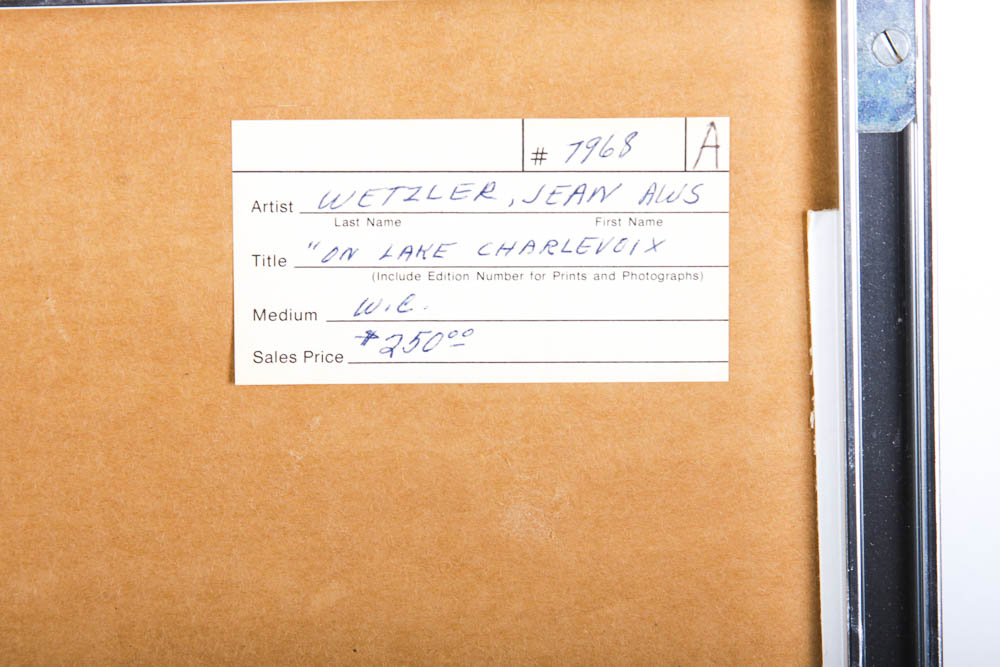 # 7968 A
Artist WETZLER, JEAN AWS
Last Name First Name
Title "ON LAKE CHARLEVOIX
(Include Edition Number for Prints and Photographs)
Medium W.C.
Sales Price $250.00